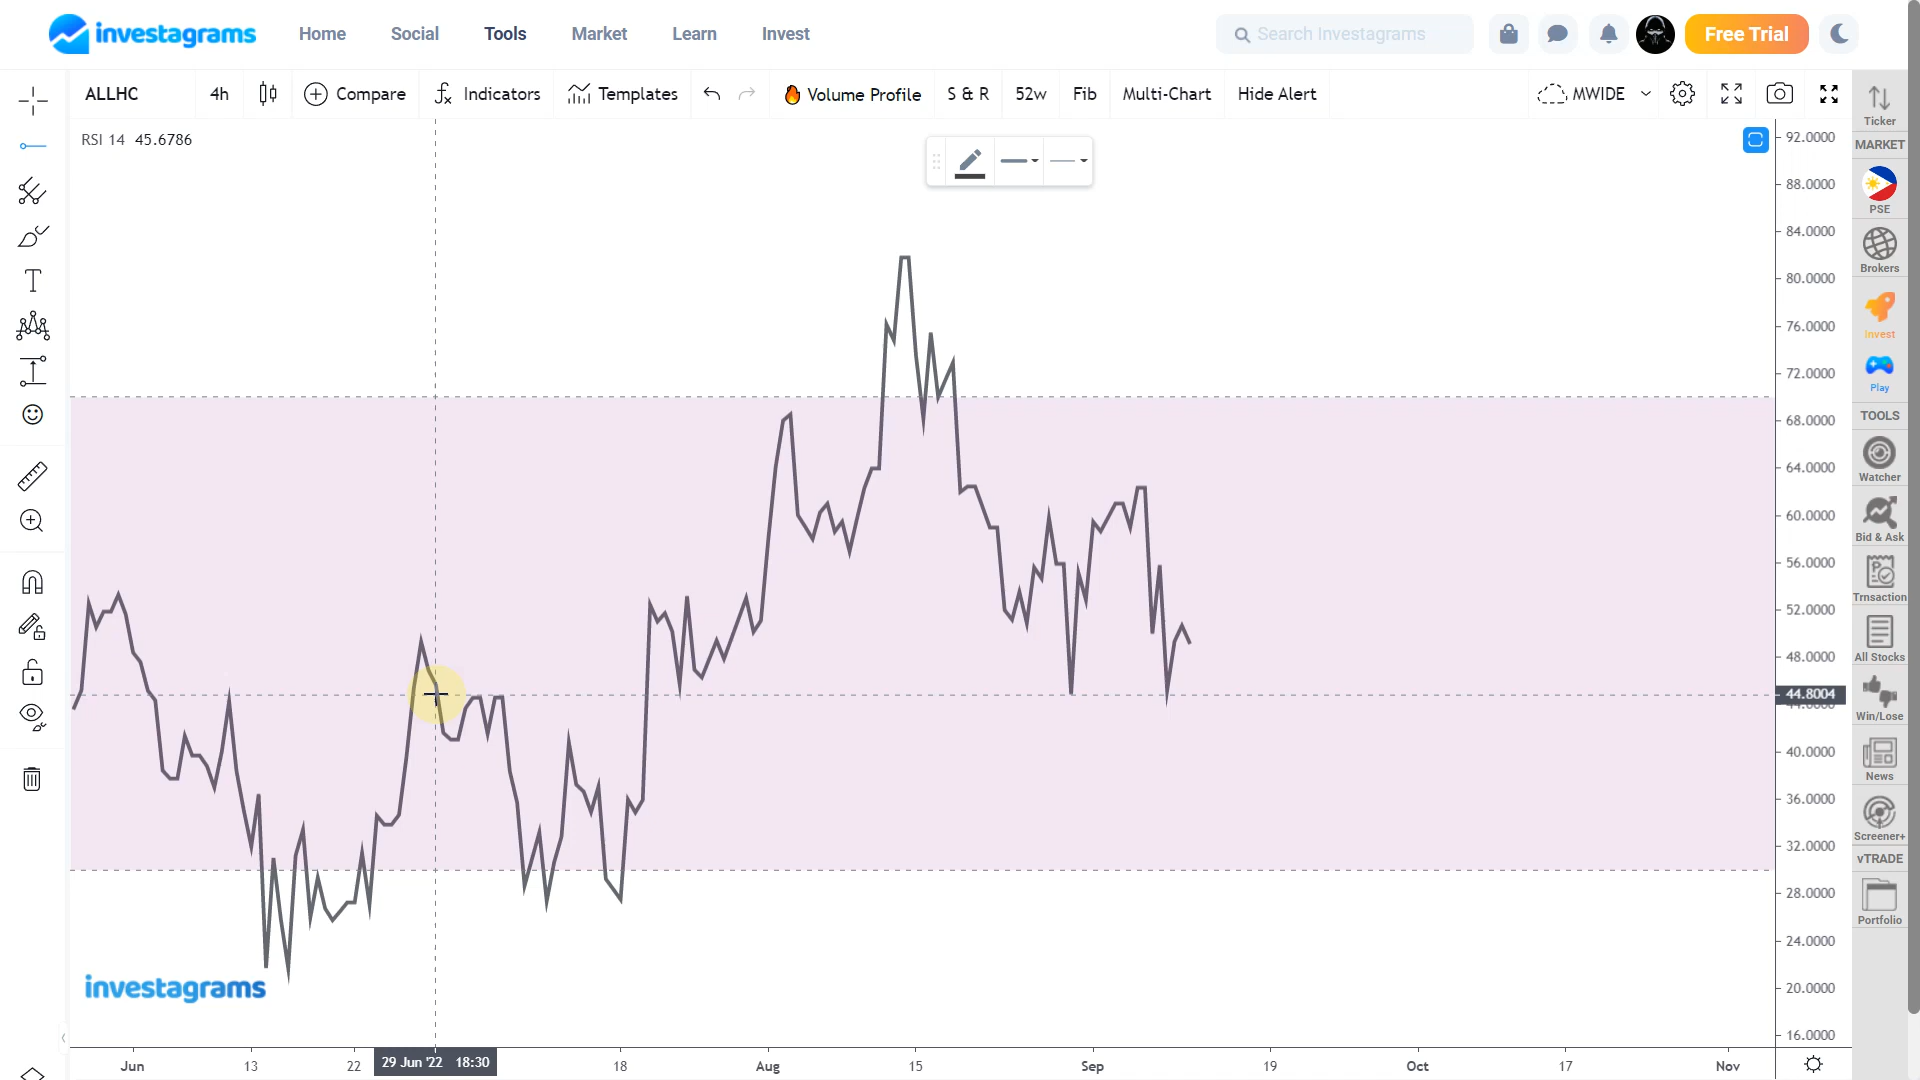 investagrams Home Social Tools Market Learn Invest Search Investagrams Free Trial
ALLHC 4h Compare Indicators Templates Volume Profile S & R 52w Fib Multi-Chart Hide Alert MWIDE
RSI 14 45.6786
92.0000
88.0000
84.0000
80.0000
76.0000
72.0000
68.0000
64.0000
60.0000
56.0000
52.0000
48.0000
44.8004
40.0000
36.0000
32.0000
28.0000
24.0000
20.0000
16.0000
investagrams
Jun 13 22 29 Jun '22 18:30 18 Aug 15 Sep 19 Oct 17 Nov
Ticker
MARKET
PSE
Brokers
Invest
Play
TOOLS
Watcher
Bid & Ask
Trnsaction
All Stocks
Win/Lose
News
Screener+
vTRADE
Portfolio